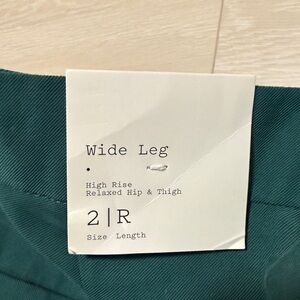 Wide Leg
High Rise
Relaxed Hip & Thigh
2|R
Size Length